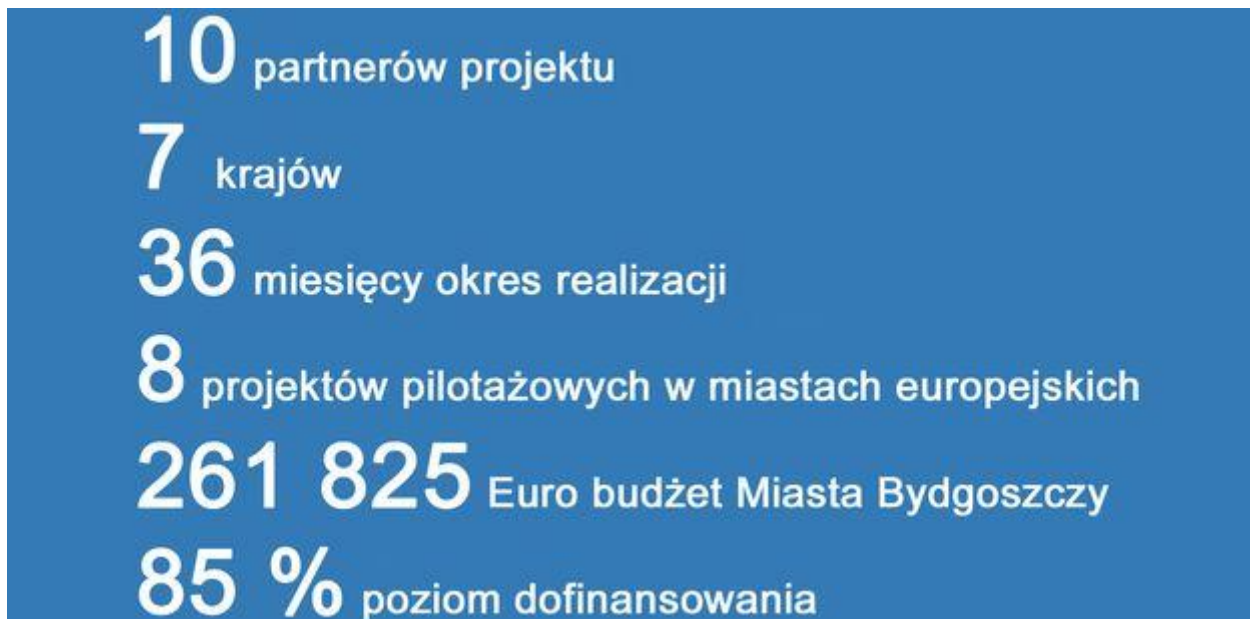 10 partnerów projektu
7 krajów
36 miesięcy okres realizacji
8 projektów pilotażowych w miastach europejskich
261 825 Euro budżet Miasta Bydgoszczy
85 % poziom dofinansowania